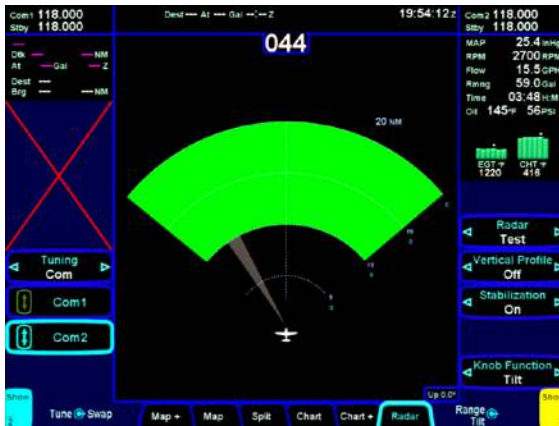 Com1 118.000
Stby 118.000
Dest --- At --- Gal --:-- Z
19:54:12z
Com2 118.000
Stby 118.000
044
Dtk --- --- NM
At --- Gal --- Z
Dest ---
Brg --- --- NM
MAP 25.4 InHg
RPM 2700 RPM
Flow 15.5 GPH
Rmng 59.0 Gal
Time 03:48 H:M
Oil 145°F 56 PSI
EGT °F CHT °F
1220 416
20 NM
Tuning
Com
Com1
Com2
Radar
Test
Vertical Profile
Off
Stabilization
On
Knob Function
Tilt
Up 0.0°
Show
Tune Swap
Map +
Map
Split
Chart
Chart +
Radar
Range
Tilt